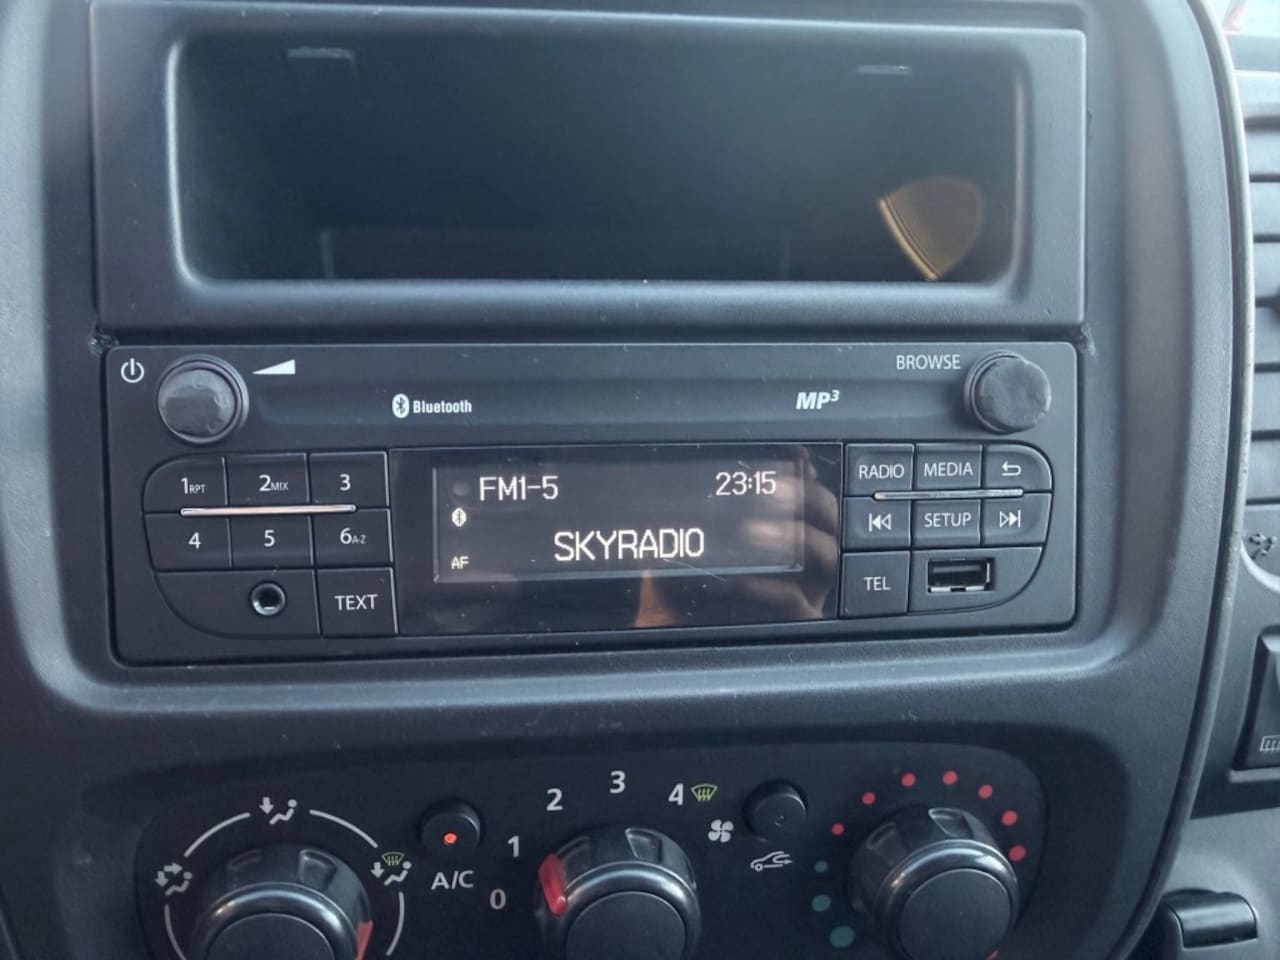 BROWSE
Bluetooth
MP3
1RPT 2MIX 3
FM1-5 23:15
RADIO MEDIA
4 5 6A-Z
SKYRADIO
SETUP
AF
TEXT
TEL
2 3 4
1
A/C 0